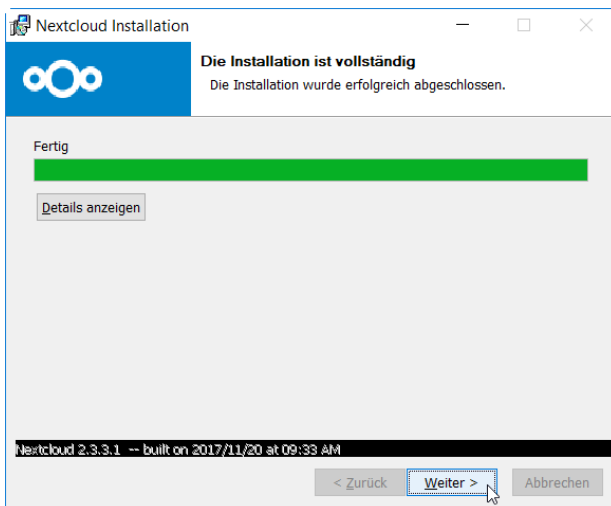 Nextcloud Installation
Die Installation ist vollständig
Die Installation wurde erfolgreich abgeschlossen.
Fertig
Details anzeigen
Nextcloud 2.3.3.1 -- built on 2017/11/20 at 09:33 AM
< Zurück Weiter > Abbrechen